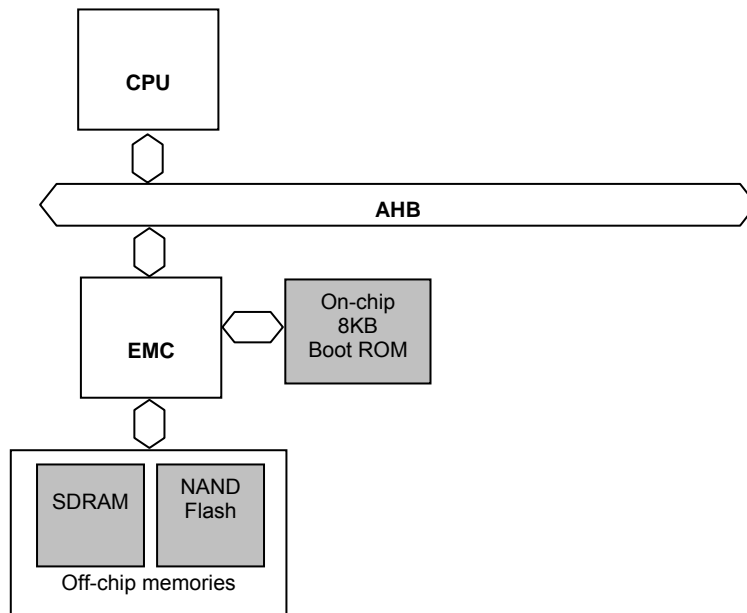 CPU
AHB
EMC
On-chip
8KB
Boot ROM
SDRAM
NAND
Flash
Off-chip memories